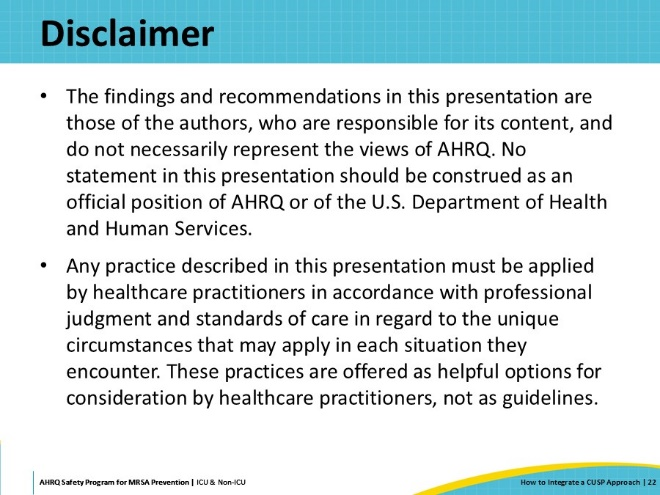 Disclaimer
• The findings and recommendations in this presentation are
those of the authors, who are responsible for its content, and
do not necessarily represent the views of AHRQ. No
statement in this presentation should be construed as an
official position of AHRQ or of the U.S. Department of Health
and Human Services.
• Any practice described in this presentation must be applied
by healthcare practitioners in accordance with professional
judgment and standards of care in regard to the unique
circumstances that may apply in each situation they
encounter. These practices are offered as helpful options for
consideration by healthcare practitioners, not as guidelines.
AHRQ Safety Program for MRSA Prevention | ICU & Non-ICU
How to Integrate a CUSP Approach | 22